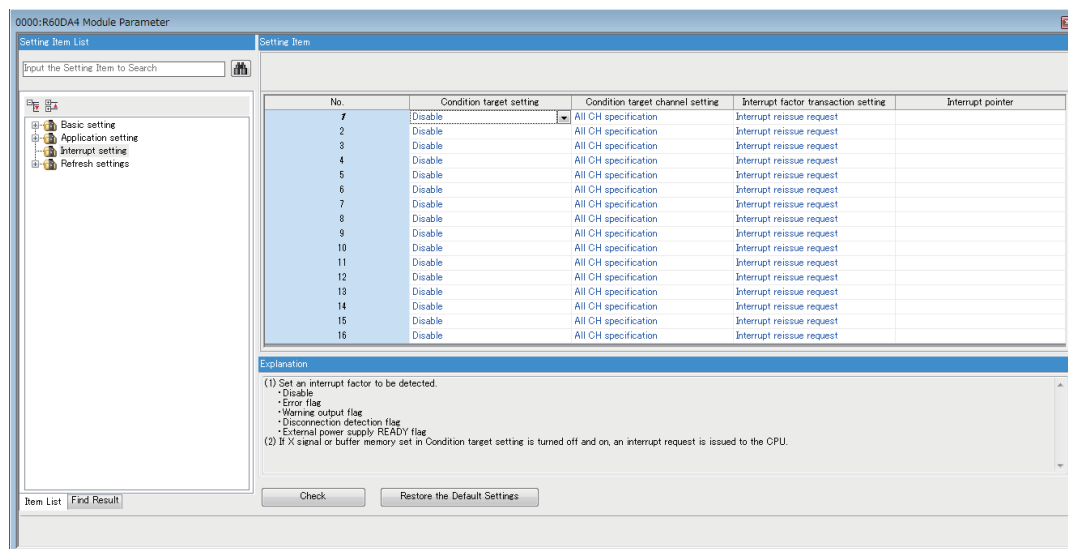 0000:R60DA4 Module Parameter
Setting Item List
Setting Item
Input the Setting Item to Search
Basic setting
Application setting
Interrupt setting
Refresh settings
No. Condition target setting Condition target channel setting Interrupt factor transaction setting Interrupt pointer
1 Disable All CH specification Interrupt reissue request
2 Disable All CH specification Interrupt reissue request
3 Disable All CH specification Interrupt reissue request
4 Disable All CH specification Interrupt reissue request
5 Disable All CH specification Interrupt reissue request
6 Disable All CH specification Interrupt reissue request
7 Disable All CH specification Interrupt reissue request
8 Disable All CH specification Interrupt reissue request
9 Disable All CH specification Interrupt reissue request
10 Disable All CH specification Interrupt reissue request
11 Disable All CH specification Interrupt reissue request
12 Disable All CH specification Interrupt reissue request
13 Disable All CH specification Interrupt reissue request
14 Disable All CH specification Interrupt reissue request
15 Disable All CH specification Interrupt reissue request
16 Disable All CH specification Interrupt reissue request
Explanation
(1) Set an interrupt factor to be detected.
・Disable
・Error flag
・Warning output flag
・Disconnection detection flag
・External power supply READY flag
(2) If X signal or buffer memory set in Condition target setting is turned off and on, an interrupt request is issued to the CPU.
Check Restore the Default Settings
Item List Find Result